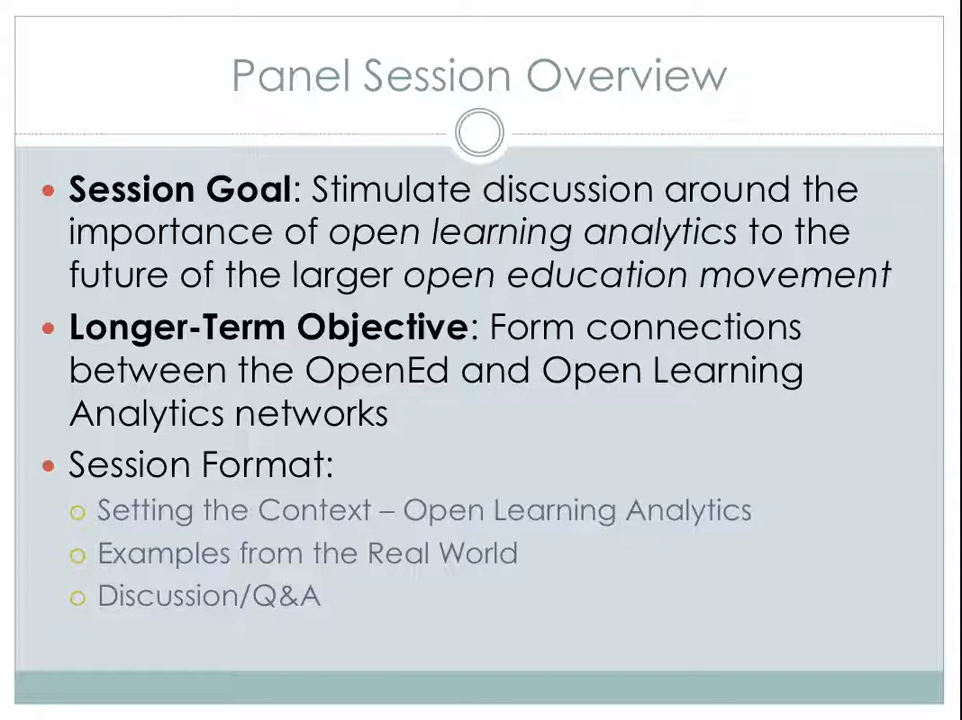 Panel Session Overview
• Session Goal: Stimulate discussion around the
importance of open learning analytics to the
future of the larger open education movement
• Longer-Term Objective: Form connections
between the OpenEd and Open Learning
Analytics networks
• Session Format:
o Setting the Context – Open Learning Analytics
o Examples from the Real World
o Discussion/Q&A